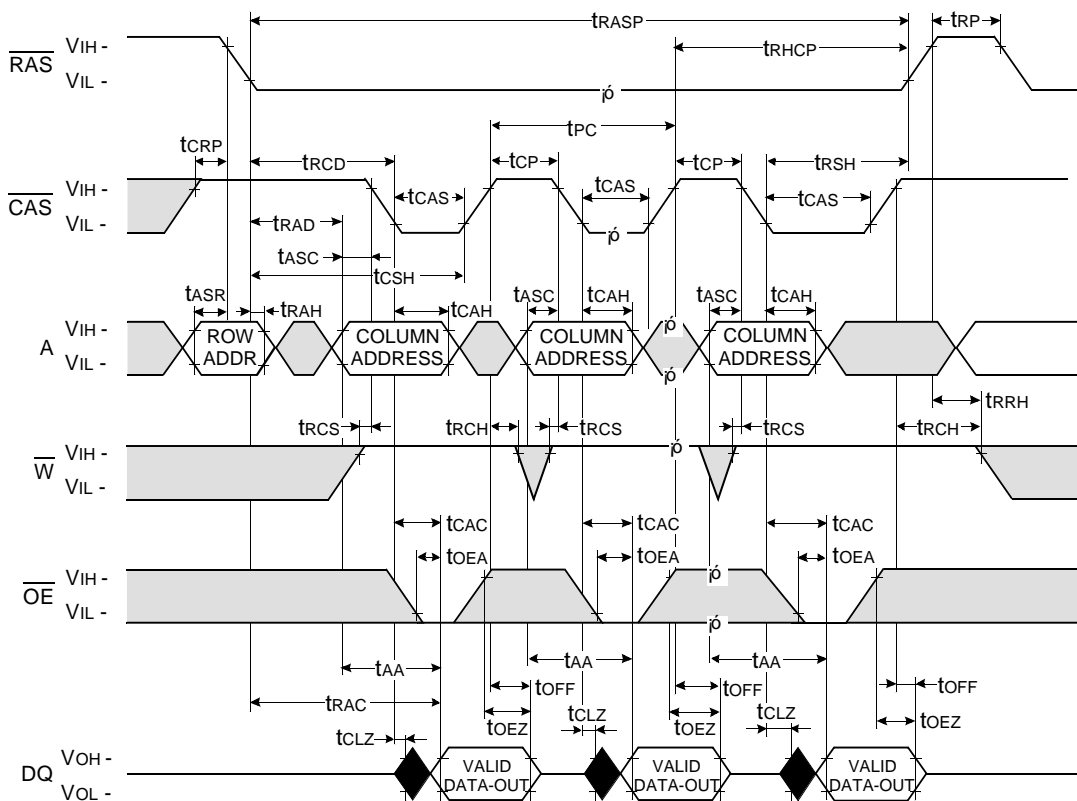 tRASP tRP
RAS VIH - tRHCP
VIL - ¡ó
tPC
tCRP tRCD tCP tCP tRSH
CAS VIH - tCAS tCAS tCAS
VIL - ¡ó
tRAD
tASC tCSH
tASR tRAH tCAH tASC tCAH tASC tCAH
A VIH - ROW COLUMN COLUMN ¡ó COLUMN
VIL - ADDR ADDRESS ADDRESS ¡ó ADDRESS
tRRH
tRCS tRCH tRCS tRCS tRCH
W VIH - ¡ó
VIL -
tCAC tCAC tCAC
tOEA tOEA tOEA
OE VIH - ¡ó
VIL - ¡ó
tAA tAA tAA
tOFF tOFF tOFF
tRAC
tCLZ tOEZ tCLZ tOEZ tCLZ tOEZ
DQ VOH - VALID VALID VALID
VOL - DATA-OUT DATA-OUT DATA-OUT